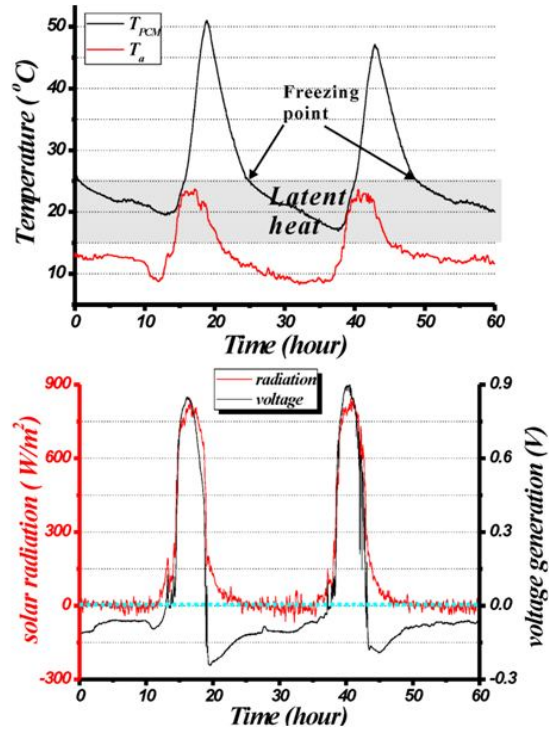 50
40
30
20
10
Temperature (°C)
T_PCM
T_a
Freezing
point
Latent
heat
0 10 20 30 40 50 60
Time (hour)
900
600
300
0
-300
solar radiation ( W/m²)
radiation
voltage
0.9
0.6
0.3
0.0
-0.3
voltage generation (V)
0 10 20 30 40 50 60
Time (hour)